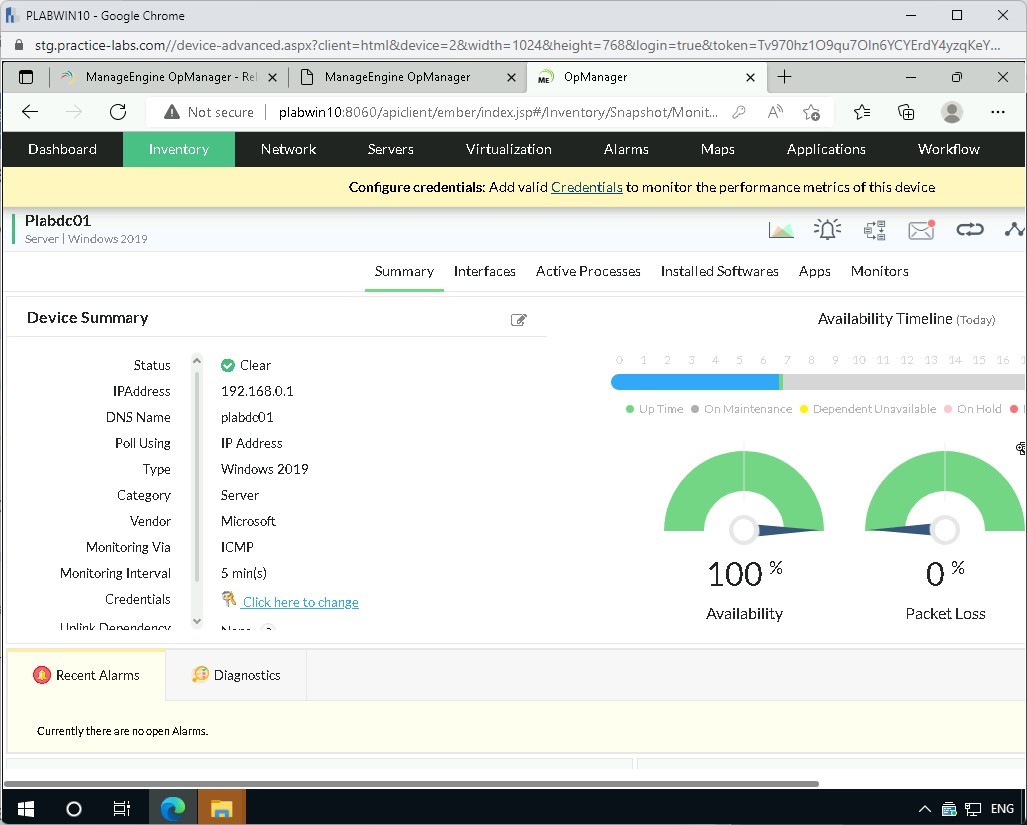 PLABWIN10 - Google Chrome
stg.practice-labs.com//device-advanced.aspx?client=html&device=2&width=1024&height=768&login=true&token=Tv970hz1O9qu7OIn6YCYErdY4yzqKeY...
ManageEngine OpManager - Rel
ManageEngine OpManager
ME
OpManager
Not secure
plabwin10:8060/apiclient/ember/index.jsp#/Inventory/Snapshot/Monit...
Dashboard Inventory Network Servers Virtualization Alarms Maps Applications Workflow
Configure credentials: Add valid Credentials to monitor the performance metrics of this device
Plabdc01
Server | Windows 2019
Summary Interfaces Active Processes Installed Softwares Apps Monitors
Device Summary
Availability Timeline (Today)
Status Clear
IPAddress 192.168.0.1
DNS Name plabdc01
Poll Using IP Address
Type Windows 2019
Category Server
Vendor Microsoft
Monitoring Via ICMP
Monitoring Interval 5 min(s)
Credentials Click here to change
Uplink Dependency None
0 1 2 3 4 5 6 7 8 9 10 11 12 13 14 15 16
Up Time On Maintenance Dependent Unavailable On Hold
100 %
Availability
0 %
Packet Loss
Recent Alarms Diagnostics
Currently there are no open Alarms.
ENG